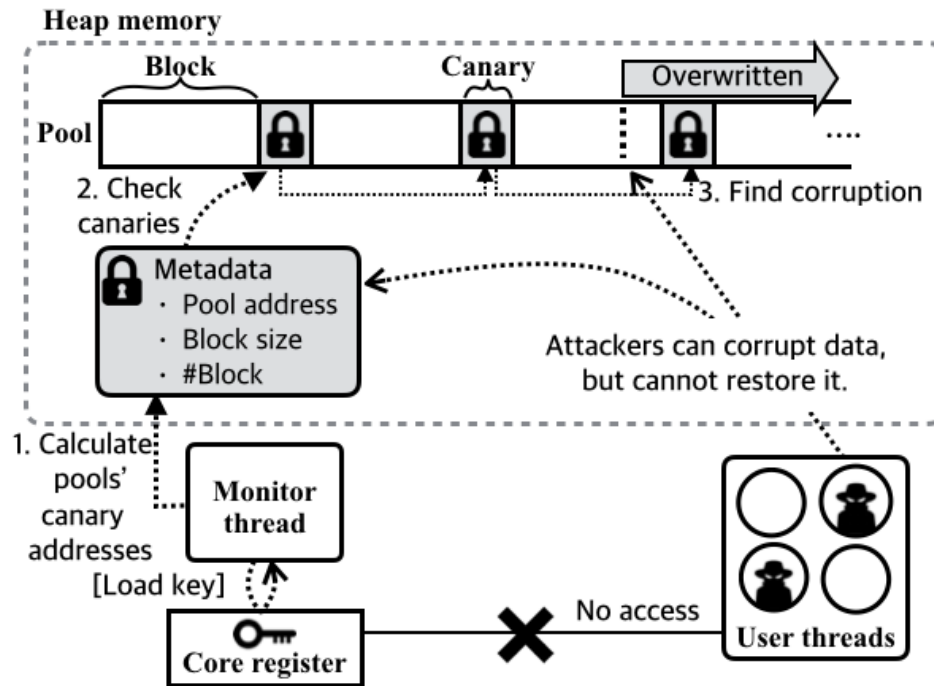 Heap memory
Block
Canary
Overwritten
Pool
....
2. Check
canaries
3. Find corruption
Metadata
· Pool address
· Block size
· #Block
Attackers can corrupt data,
but cannot restore it.
1. Calculate
pools'
canary
addresses
Monitor
thread
[Load key]
No access
Core register
User threads